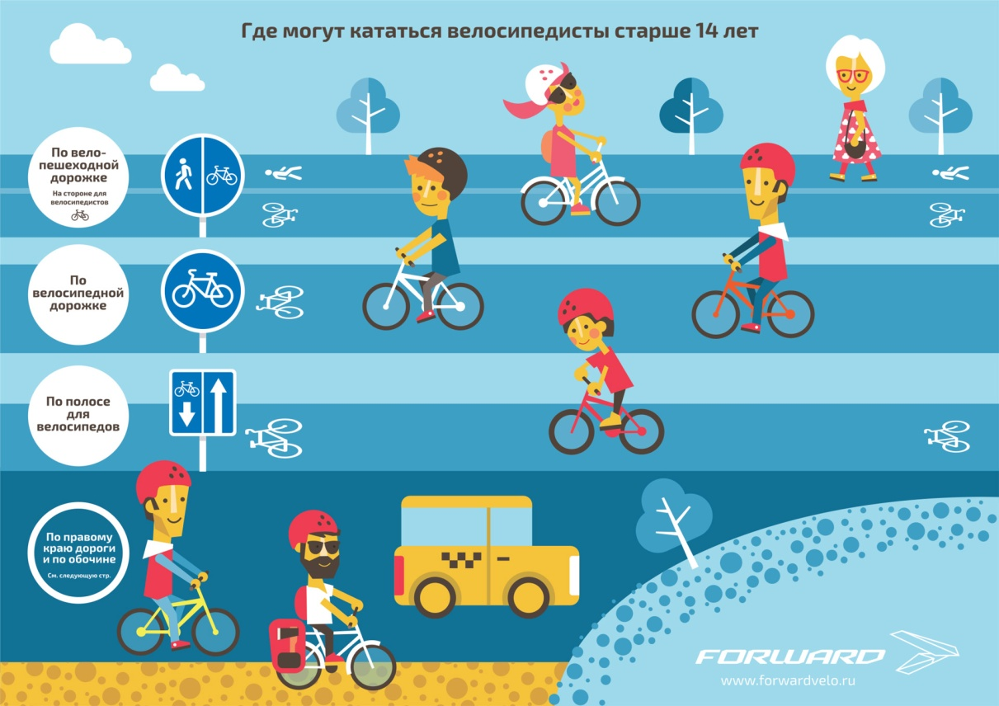 Где могут кататься велосипедисты старше 14 лет
По вело-
пешеходной
дорожке
На стороне для
велосипедистов
По
велосипедной
дорожке
По полосе
для
велосипедов
По правому
краю дороги
и по обочине
См. следующую стр.
FORWARD
www.forwardvelo.ru